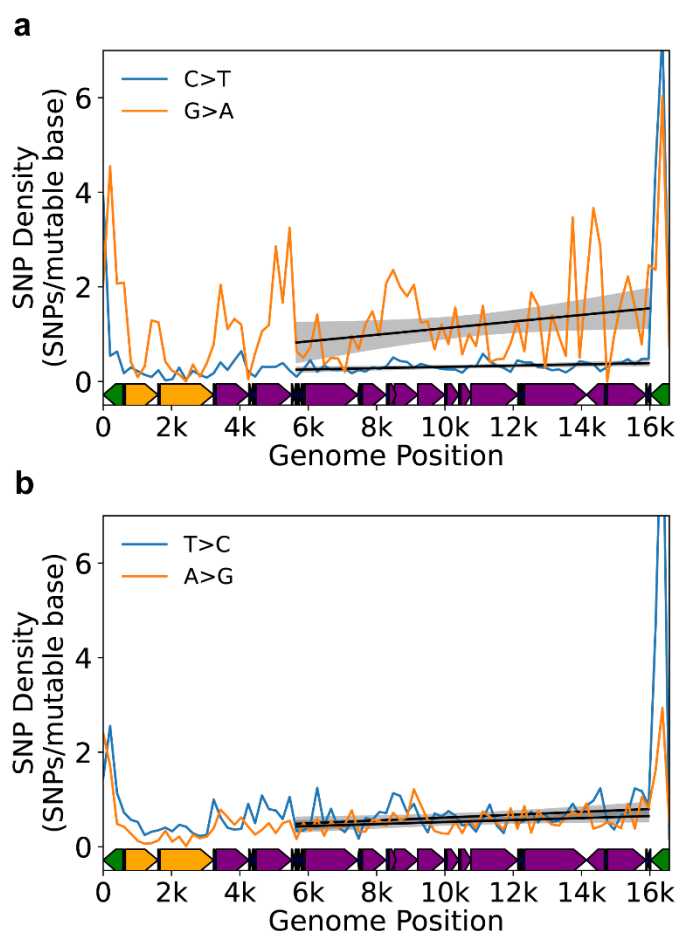 a
6
4
2
0
SNP Density
(SNPs/mutable base)
C>T
G>A
0 2k 4k 6k 8k 10k 12k 14k 16k
Genome Position
b
6
4
2
0
SNP Density
(SNPs/mutable base)
T>C
A>G
0 2k 4k 6k 8k 10k 12k 14k 16k
Genome Position